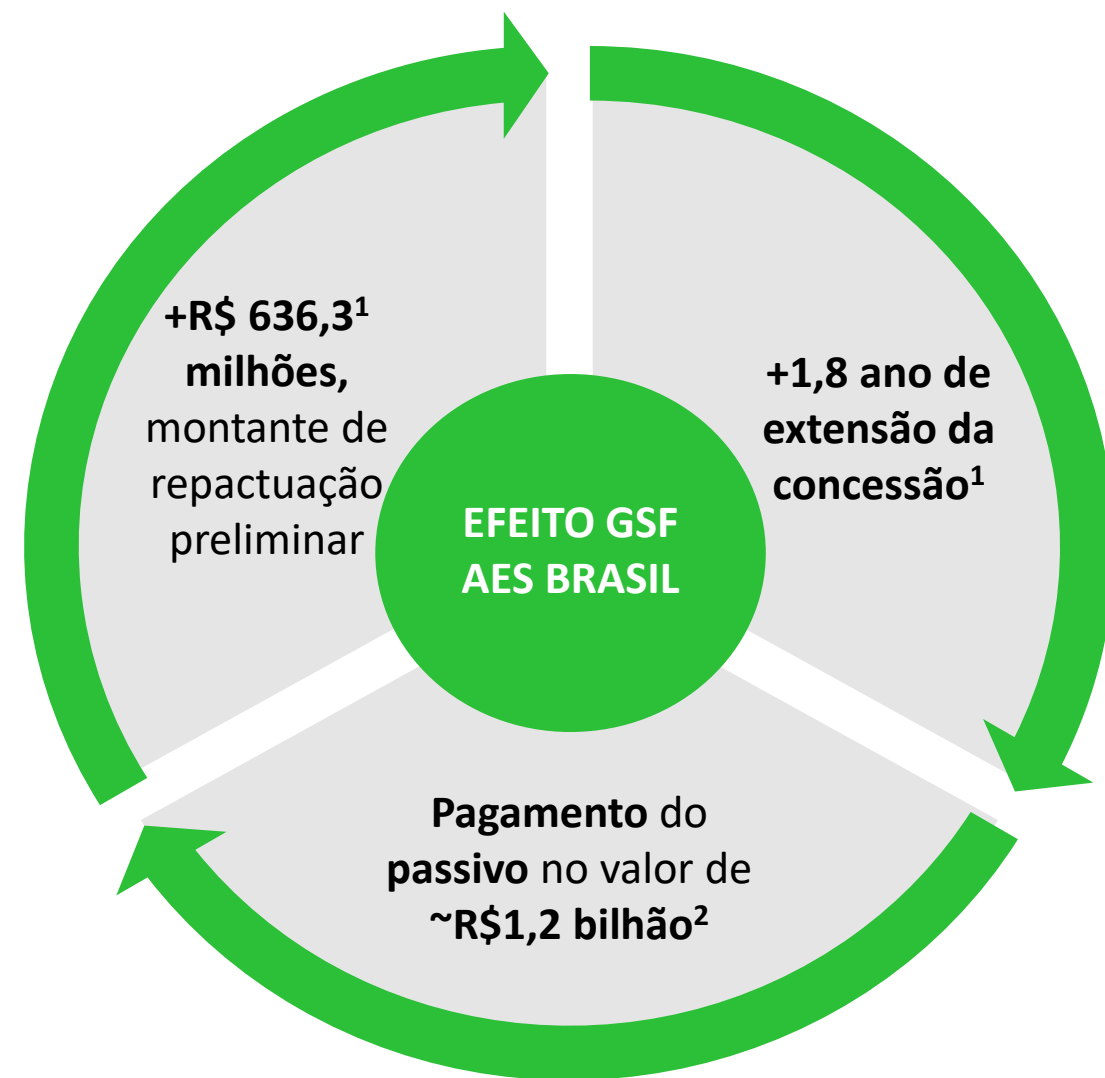 +R$ 636,3¹
milhões,
montante de
repactuação
preliminar
+1,8 ano de
extensão da
concessão¹
EFEITO GSF
AES BRASIL
Pagamento do
passivo no valor de
~R$1,2 bilhão²